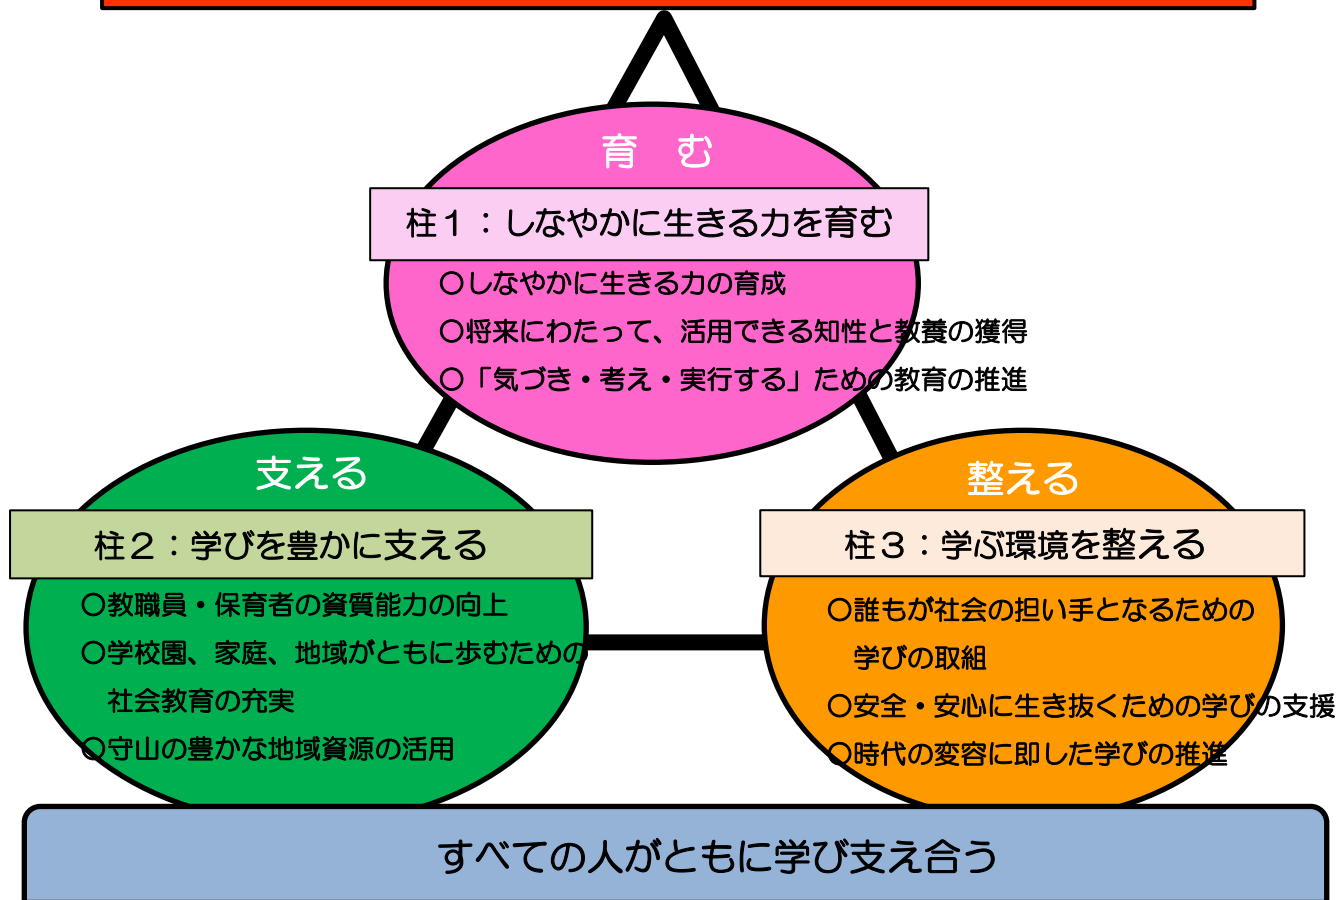 育　む
柱１：しなやかに生きる力を育む
〇しなやかに生きる力の育成
〇将来にわたって、活用できる知性と教養の獲得
〇「気づき・考え・実行する」ための教育の推進
支える
柱２：学びを豊かに支える
〇教職員・保育者の資質能力の向上
〇学校園、家庭、地域がともに歩むための
社会教育の充実
〇守山の豊かな地域資源の活用
整える
柱３：学ぶ環境を整える
〇誰もが社会の担い手となるための
学びの取組
〇安全・安心に生き抜くための学びの支援
〇時代の変容に即した学びの推進
すべての人がともに学び支え合う